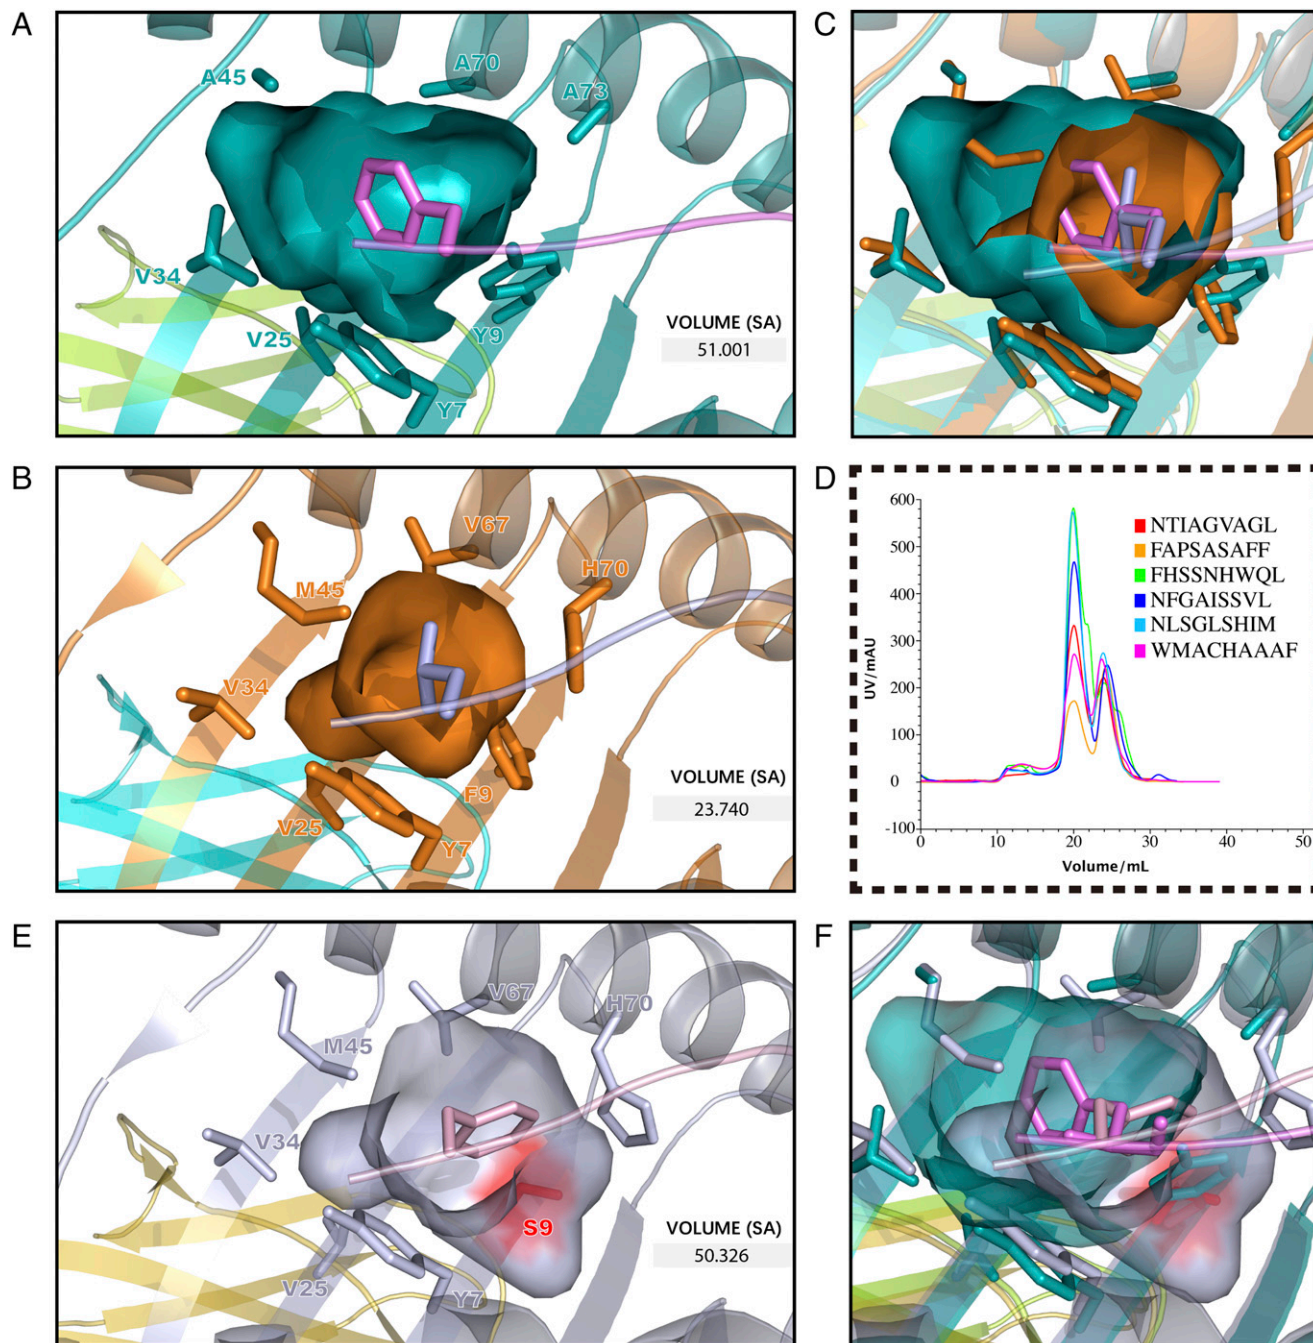 A
A45
A70
A73
V34
V25
Y9
Y7
VOLUME (SA)
51.001
C
B
V67
M45
H70
V34
V25
F9
Y7
VOLUME (SA)
23.740
D
600
500
400
300
200
100
0
-100
UV/mAU
0
10
20
30
40
50
Volume/mL
NTIAGVAGL
FAPSASAFF
FHSSNHWQL
NFGAISSVL
NLSGLSHIM
WMACHAAAF
E
V67
H70
M45
V34
S9
V25
Y7
VOLUME (SA)
50.326
F